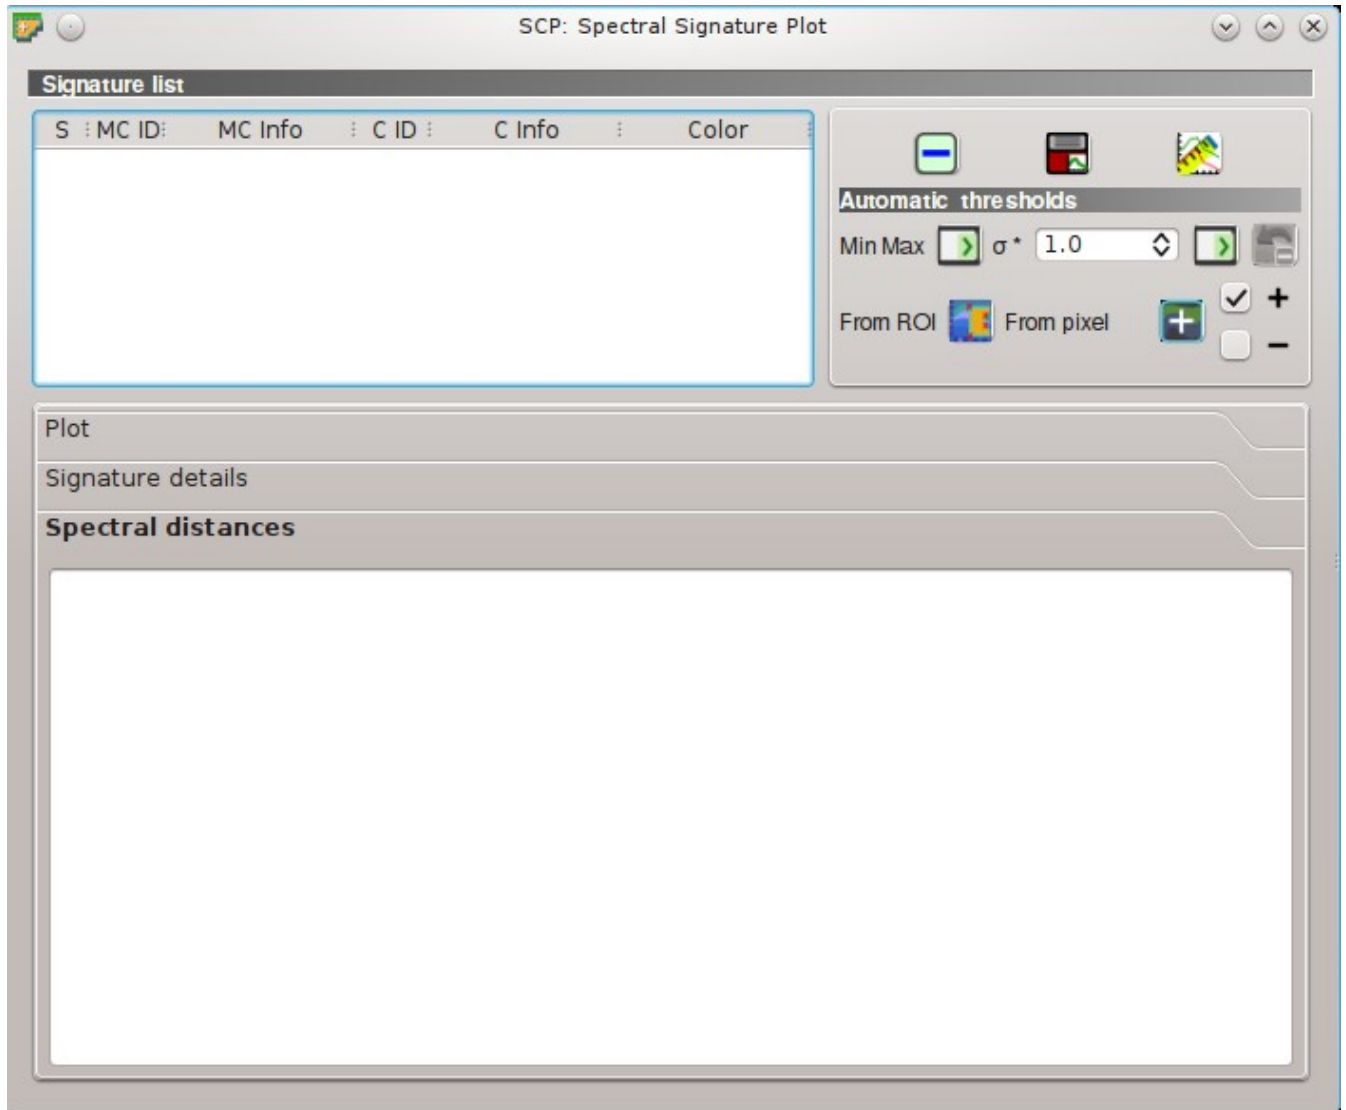 SCP: Spectral Signature Plot
Signature list
S MC ID MC Info C ID C Info Color
Automatic thresholds
Min Max σ * 1.0
From ROI From pixel +
−
Plot
Signature details
Spectral distances